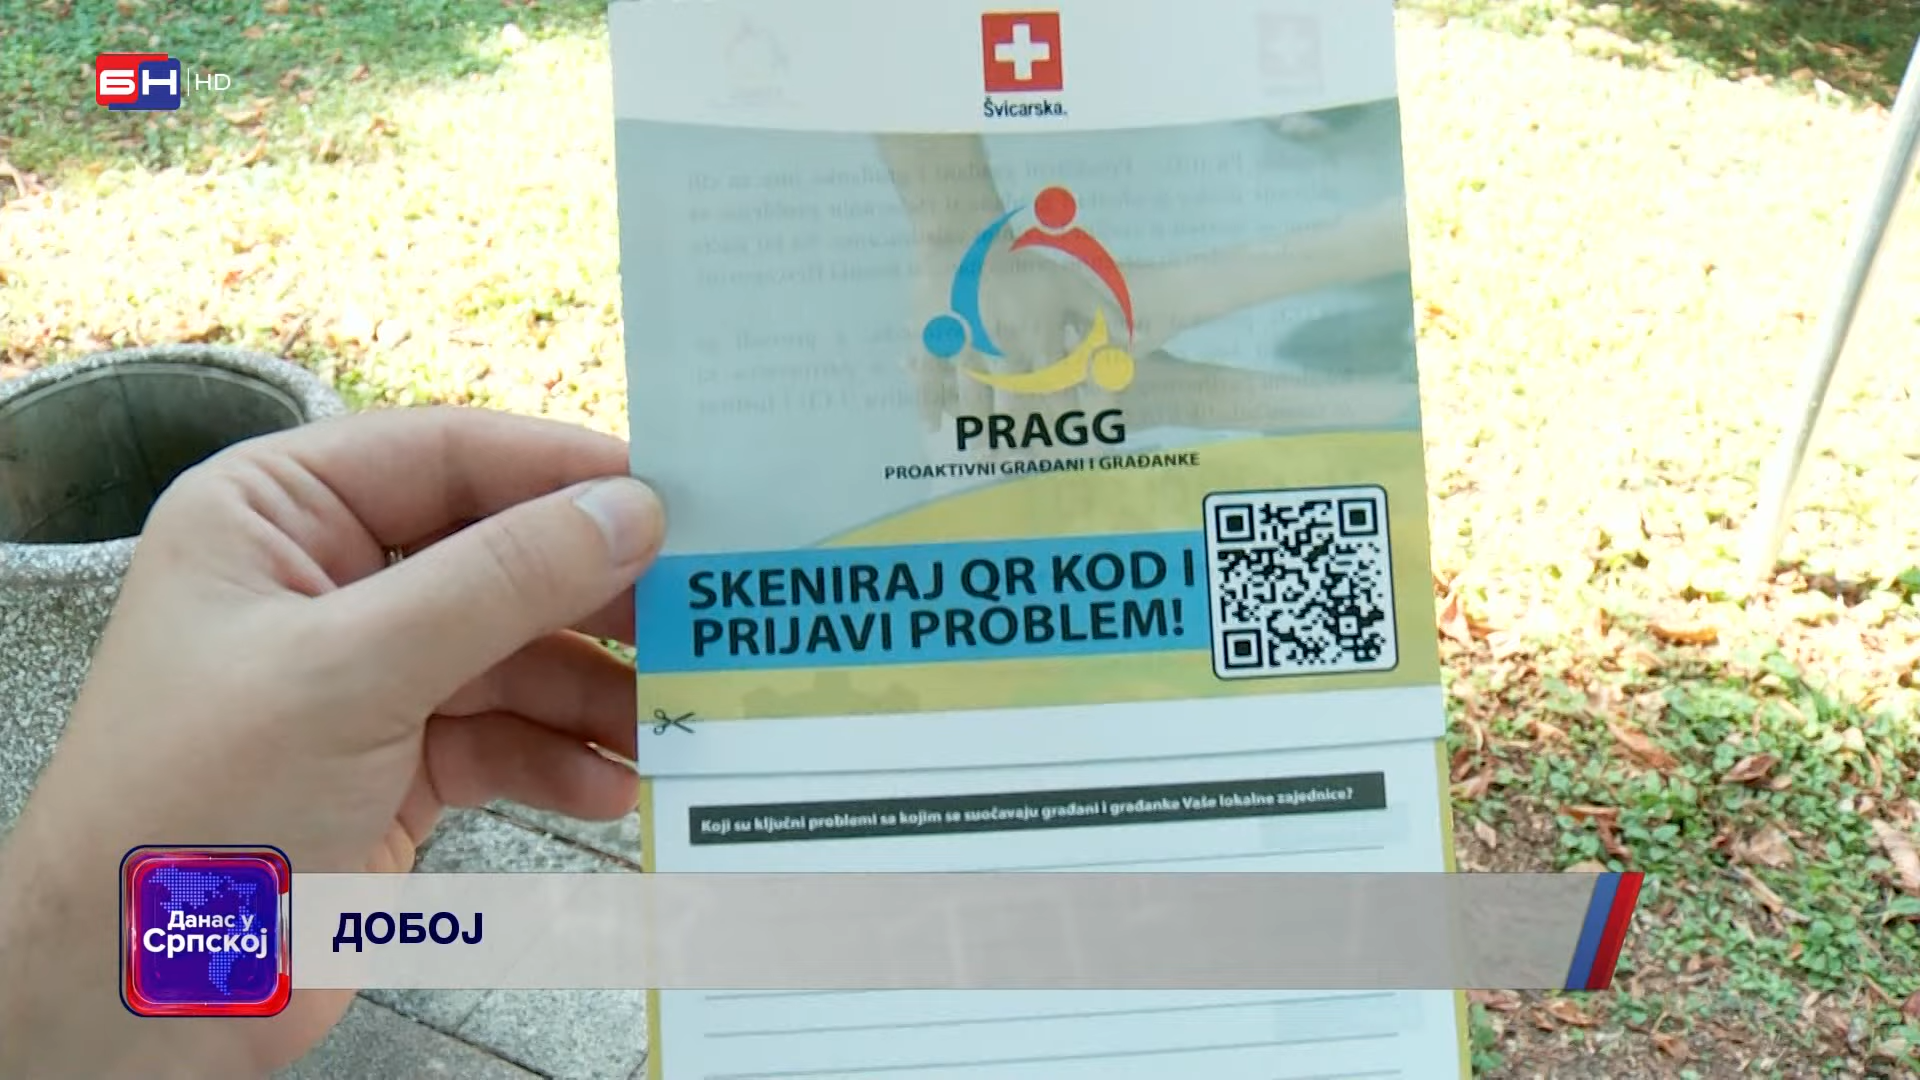 БН HD
Švicarska.
PRAGG
PROAKTIVNI GRAĐANI I GRAĐANKE
SKENIRAJ QR KOD I
PRIJAVI PROBLEM!
Koji su ključni problemi sa kojim se suočavaju građani i građanke Vaše lokalne zajednice?
Данас у
Српској
ДОБОЈ